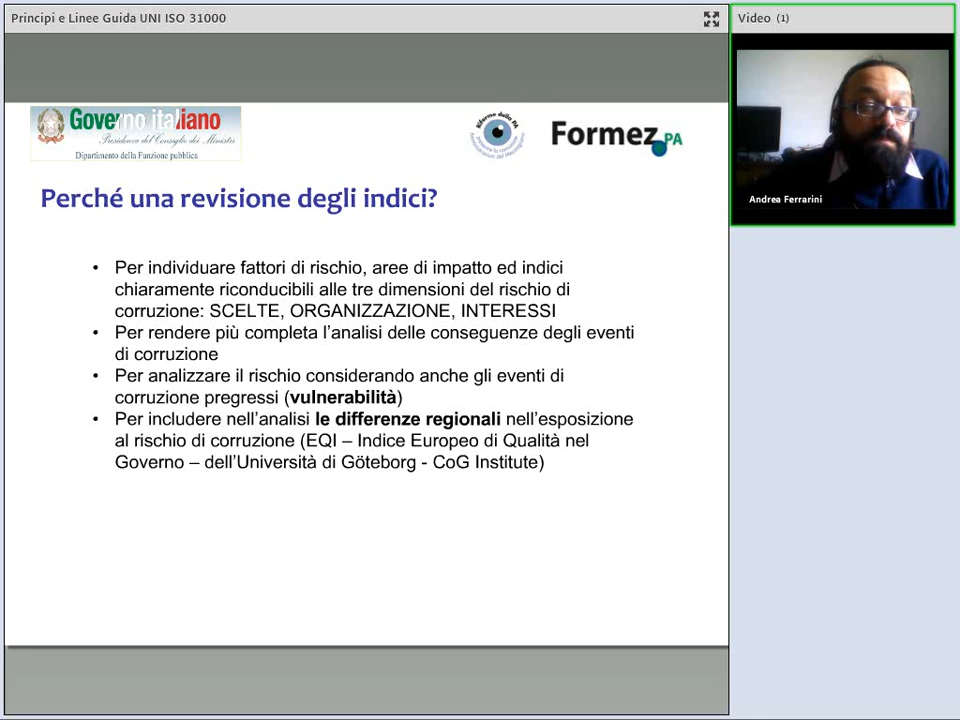 Principi e Linee Guida UNI ISO 31000
Video (1)
Governo italiano
Presidenza del Consiglio dei Ministri
Dipartimento della Funzione pubblica
Riforma della PA
Formez PA
Andrea Ferrarini
Perché una revisione degli indici?
• Per individuare fattori di rischio, aree di impatto ed indici
chiaramente riconducibili alle tre dimensioni del rischio di
corruzione: SCELTE, ORGANIZZAZIONE, INTERESSI
• Per rendere più completa l'analisi delle conseguenze degli eventi
di corruzione
• Per analizzare il rischio considerando anche gli eventi di
corruzione pregressi (vulnerabilità)
• Per includere nell'analisi le differenze regionali nell'esposizione
al rischio di corruzione (EQI – Indice Europeo di Qualità nel
Governo – dell'Università di Göteborg - CoG Institute)